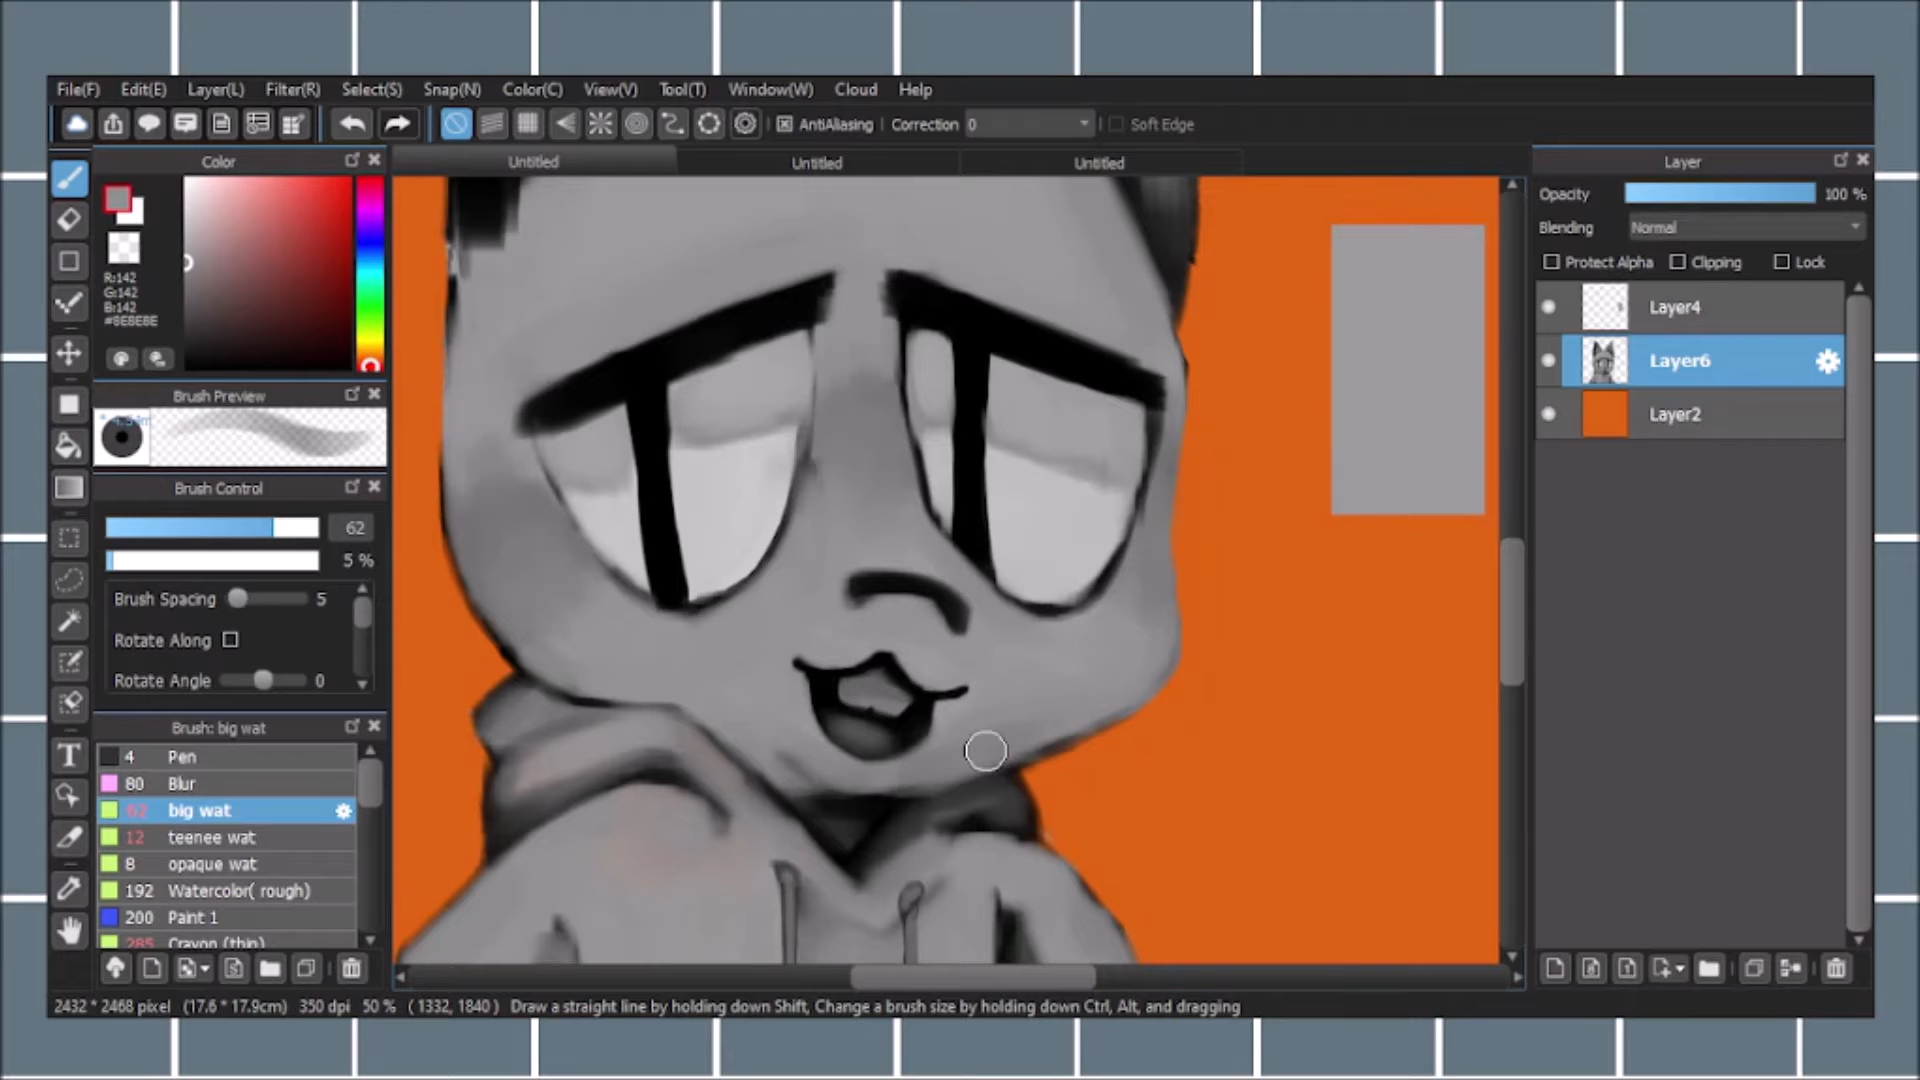 File(F) Edit(E) Layer(L) Filter(R) Select(S) Snap(N) Color(C) View(V) Tool(T) Window(W) Cloud Help
AntiAliasing Correction 0 Soft Edge
Color
Untitled Untitled Untitled
Layer
Opacity 100 %
Blending Normal
Protect Alpha Clipping Lock
R:142
G:142
B:142
#8E8E8E
Layer4
Layer6
Layer2
Brush Preview
Brush Control
62
5 %
Brush Spacing 5
Rotate Along
Rotate Angle 0
Brush: big wat
4 Pen
80 Blur
62 big wat
12 teenee wat
8 opaque wat
192 Watercolor( rough)
200 Paint 1
285 Crayon (thin)
T
2432 * 2468 pixel (17.6 * 17.9cm) 350 dpi 50 % ( 1332, 1840 ) Draw a straight line by holding down Shift, Change a brush size by holding down Ctrl, Alt, and dragging